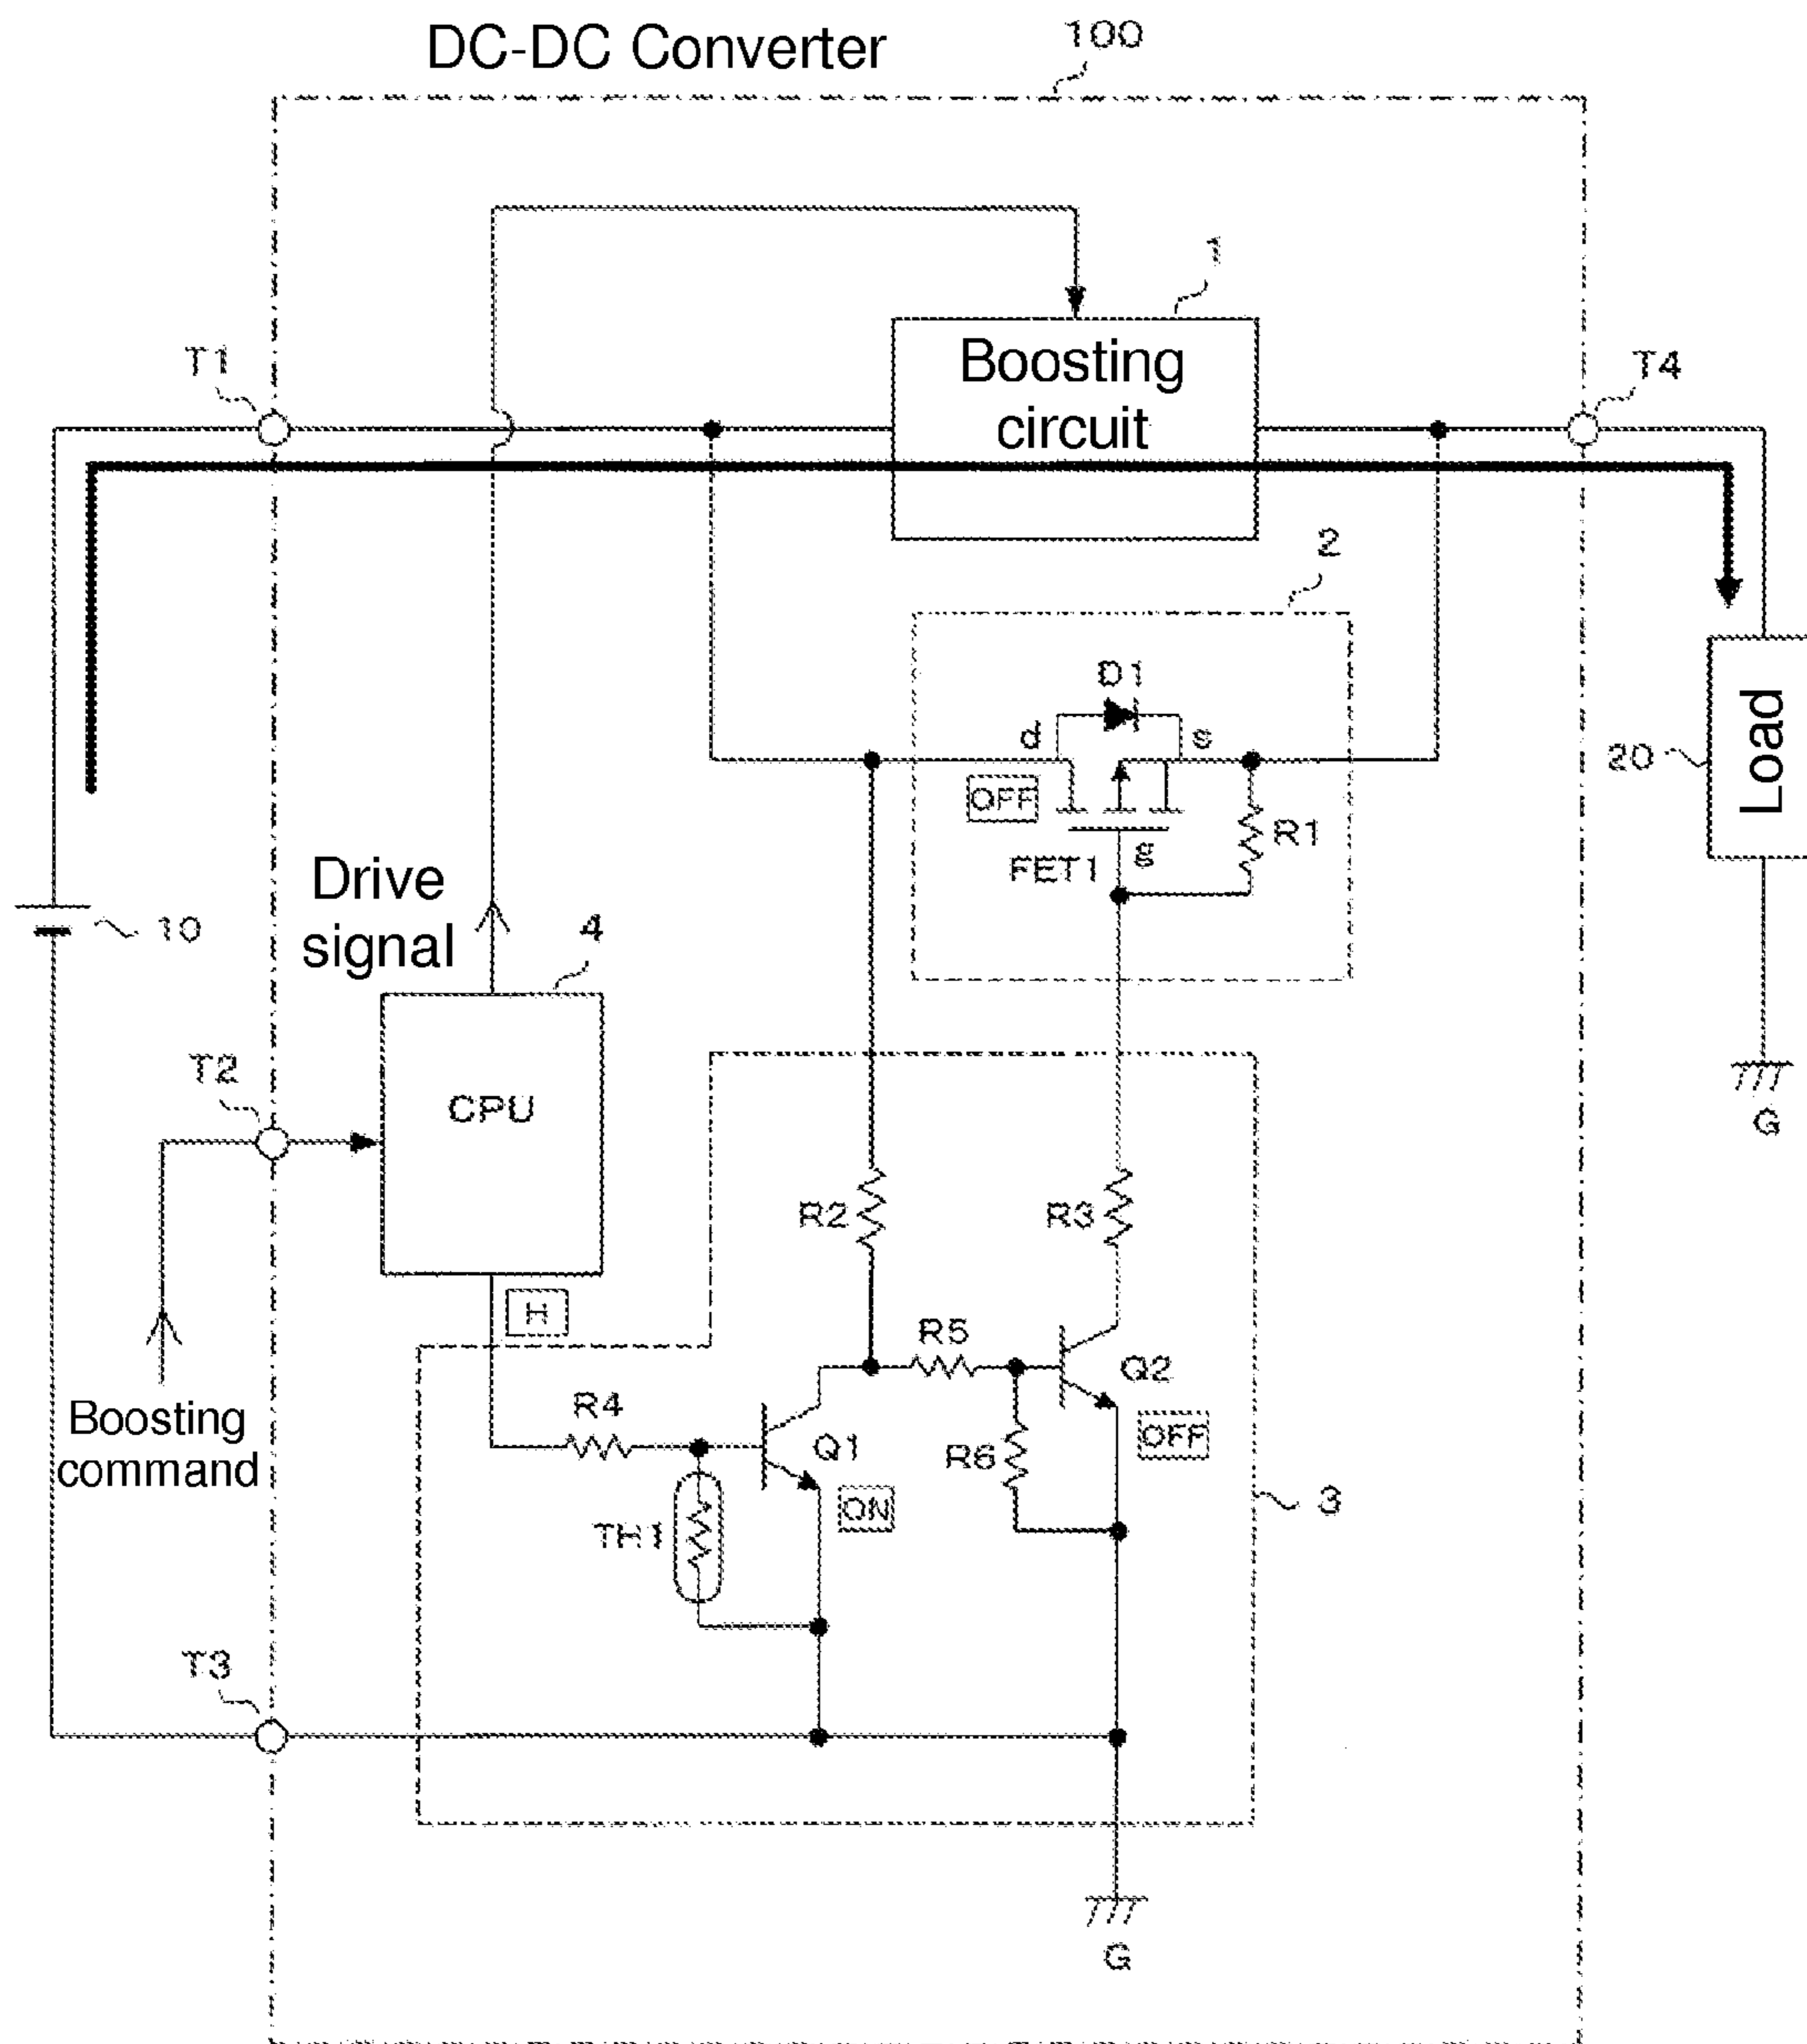 DC-DC Converter
100
1
T1
Boosting
circuit
T4
2
D1
d
s
OFF
R1
FET1
g
20
Load
Drive
signal
10
4
T2
CPU
G
R2
R3
H
R5
Q2
Boosting
command
R4
Q1
R6
OFF
ON
TH1
3
T3
G